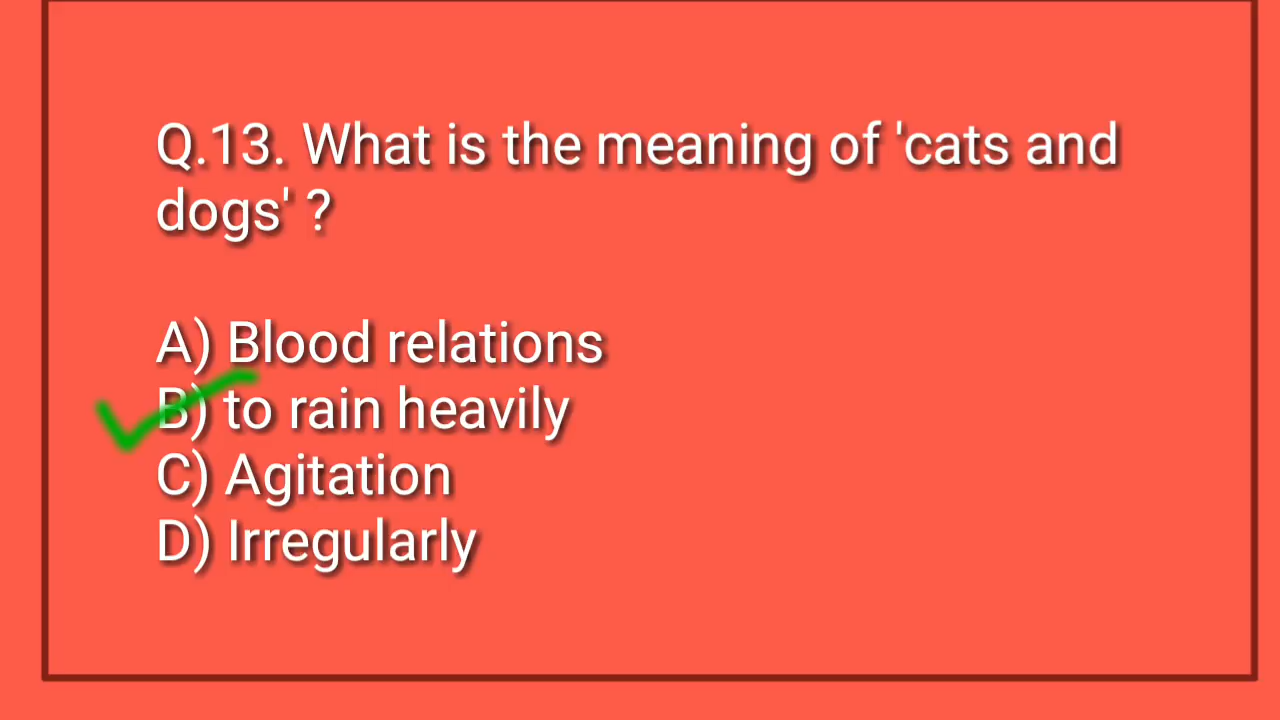 Q.13. What is the meaning of 'cats and
dogs' ?
A) Blood relations
B) to rain heavily
C) Agitation
D) Irregularly